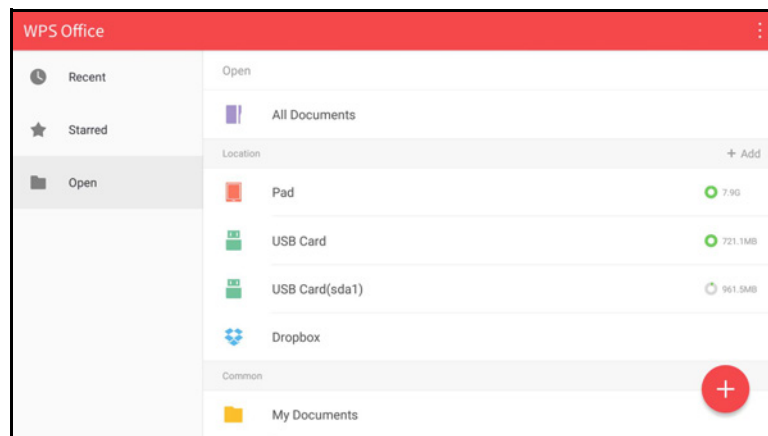 WPS Office
Recent
Starred
Open
Open
All Documents
Location + Add
Pad 7.9G
USB Card 721.1MB
USB Card(sda1) 961.5MB
Dropbox
Common
My Documents